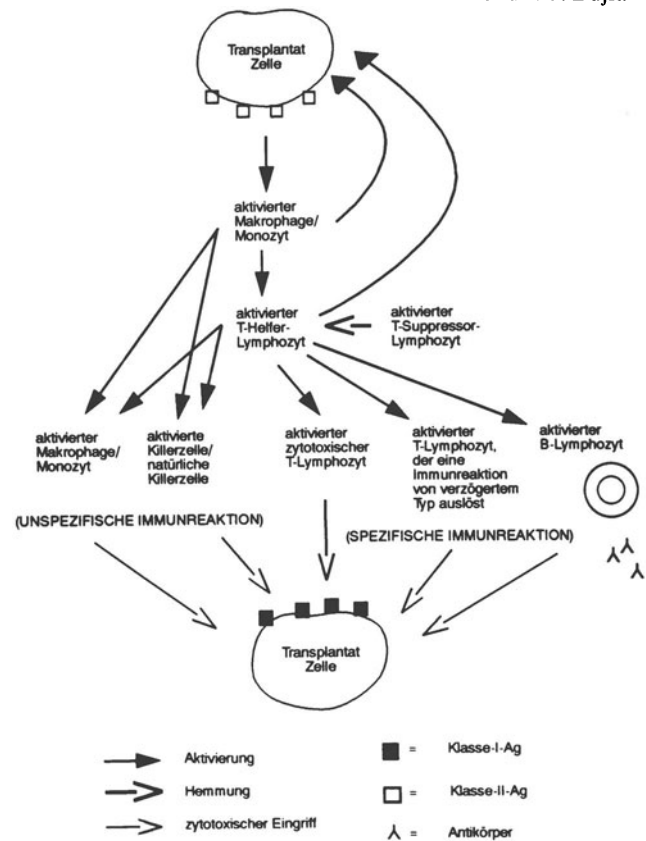 Transplantat
Zelle
aktivierter
Makrophage/
Monozyt
aktivierter
T-Helfer-
Lymphozyt
aktivierter
T-Suppressor-
Lymphozyt
aktivierter
Makrophage/
Monozyt
aktivierte
Killerzelle/
natürliche
Killerzelle
aktivierter
zytotoxischer
T-Lymphozyt
aktivierter
T-Lymphozyt,
der eine
Immunreaktion
von verzögertem
Typ auslöst
aktivierter
B-Lymphozyt
(UNSPEZIFISCHE IMMUNREAKTION)
(SPEZIFISCHE IMMUNREAKTION)
Transplantat
Zelle
Aktivierung
Hemmung
zytotoxischer Eingriff
= Klasse-I-Ag
= Klasse-II-Ag
= Antikörper